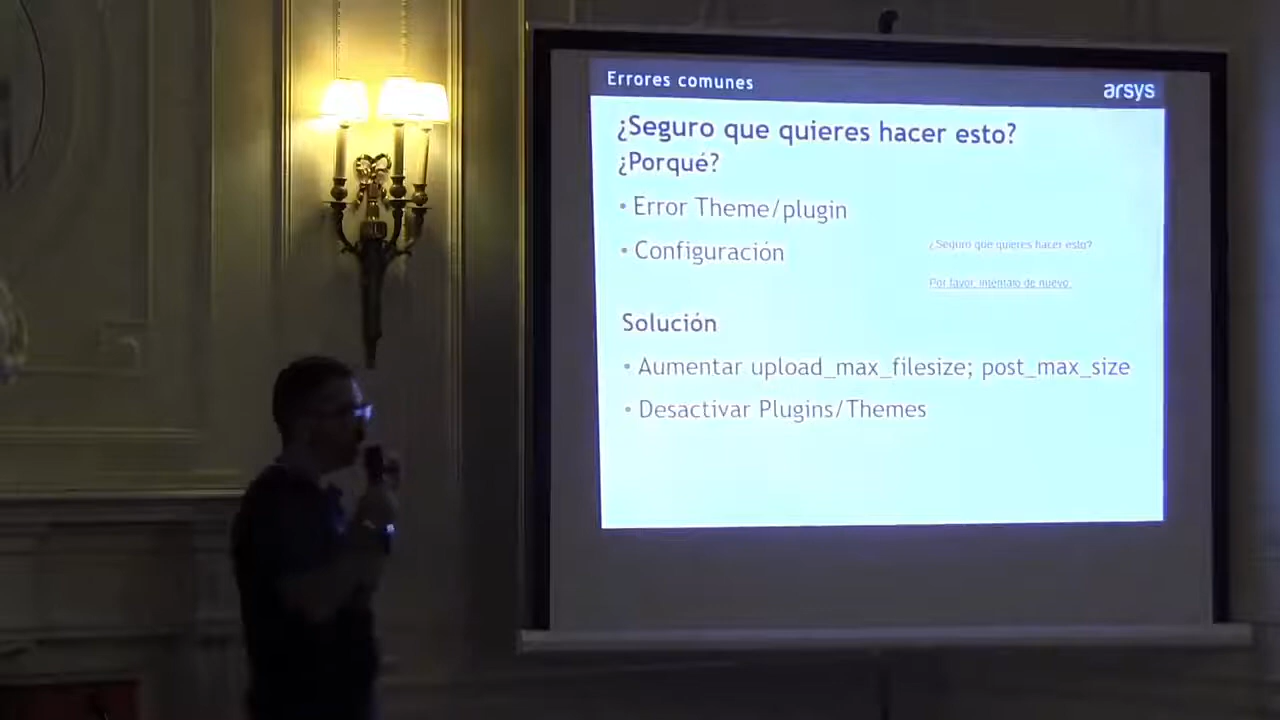 Errores comunes
arsys
¿Seguro que quieres hacer esto?
¿Porqué?
• Error Theme/plugin
• Configuración
¿Seguro que quieres hacer esto?
Por favor, inténtalo de nuevo.
Solución
• Aumentar upload_max_filesize; post_max_size
• Desactivar Plugins/Themes